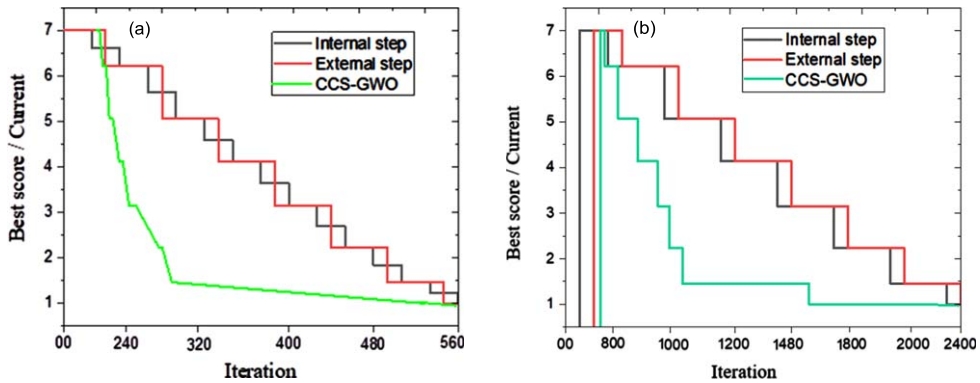 (a)
Internal step
External step
CCS-GWO
Best score / Current
7
6
5
4
3
2
1
00 240 320 400 480 560
Iteration
(b)
Internal step
External step
CCS-GWO
Best score / Current
7
6
5
4
3
2
1
00 800 1000 1200 1480 1800 2000 2400
Iteration